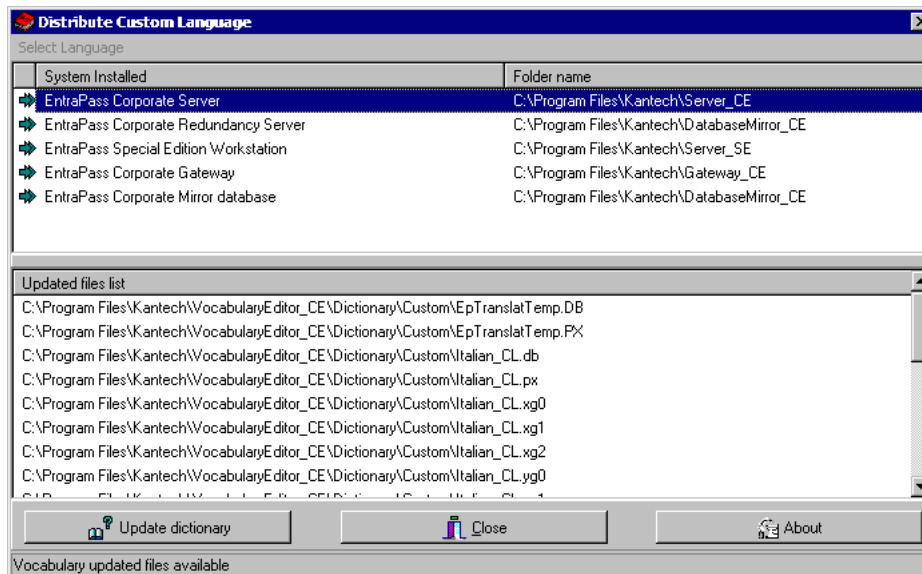 Distribute Custom Language
Select Language
System Installed Folder name
EntraPass Corporate Server C:\Program Files\Kantech\Server_CE
EntraPass Corporate Redundancy Server C:\Program Files\Kantech\DatabaseMirror_CE
EntraPass Special Edition Workstation C:\Program Files\Kantech\Server_SE
EntraPass Corporate Gateway C:\Program Files\Kantech\Gateway_CE
EntraPass Corporate Mirror database C:\Program Files\Kantech\DatabaseMirror_CE
Updated files list
C:\Program Files\Kantech\VocabularyEditor_CE\Dictionary\Custom\EpTranslatTemp.DB
C:\Program Files\Kantech\VocabularyEditor_CE\Dictionary\Custom\EpTranslatTemp.PX
C:\Program Files\Kantech\VocabularyEditor_CE\Dictionary\Custom\Italian_CL.db
C:\Program Files\Kantech\VocabularyEditor_CE\Dictionary\Custom\Italian_CL.px
C:\Program Files\Kantech\VocabularyEditor_CE\Dictionary\Custom\Italian_CL.xg0
C:\Program Files\Kantech\VocabularyEditor_CE\Dictionary\Custom\Italian_CL.xg1
C:\Program Files\Kantech\VocabularyEditor_CE\Dictionary\Custom\Italian_CL.xg2
C:\Program Files\Kantech\VocabularyEditor_CE\Dictionary\Custom\Italian_CL.yg0
Update dictionary Close About
Vocabulary updated files available